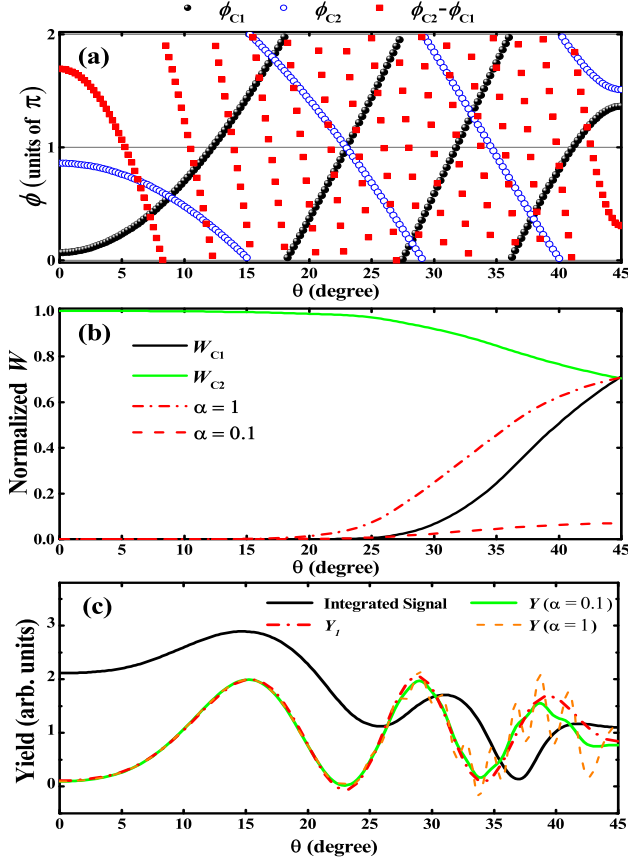 ϕC1 ϕC2 ϕC2−ϕC1
(a)
ϕ (units of π)
2
1
0
0 5 10 15 20 25 30 35 40 45
θ (degree)
(b)
Normalized W
1.0
0.8
0.6
0.4
0.2
0.0
WC1
WC2
α = 1
α = 0.1
0 5 10 15 20 25 30 35 40 45
θ (degree)
(c)
Yield (arb. units)
3
2
1
0
Integrated Signal Y (α = 0.1)
YI Y (α = 1)
0 5 10 15 20 25 30 35 40 45
θ (degree)